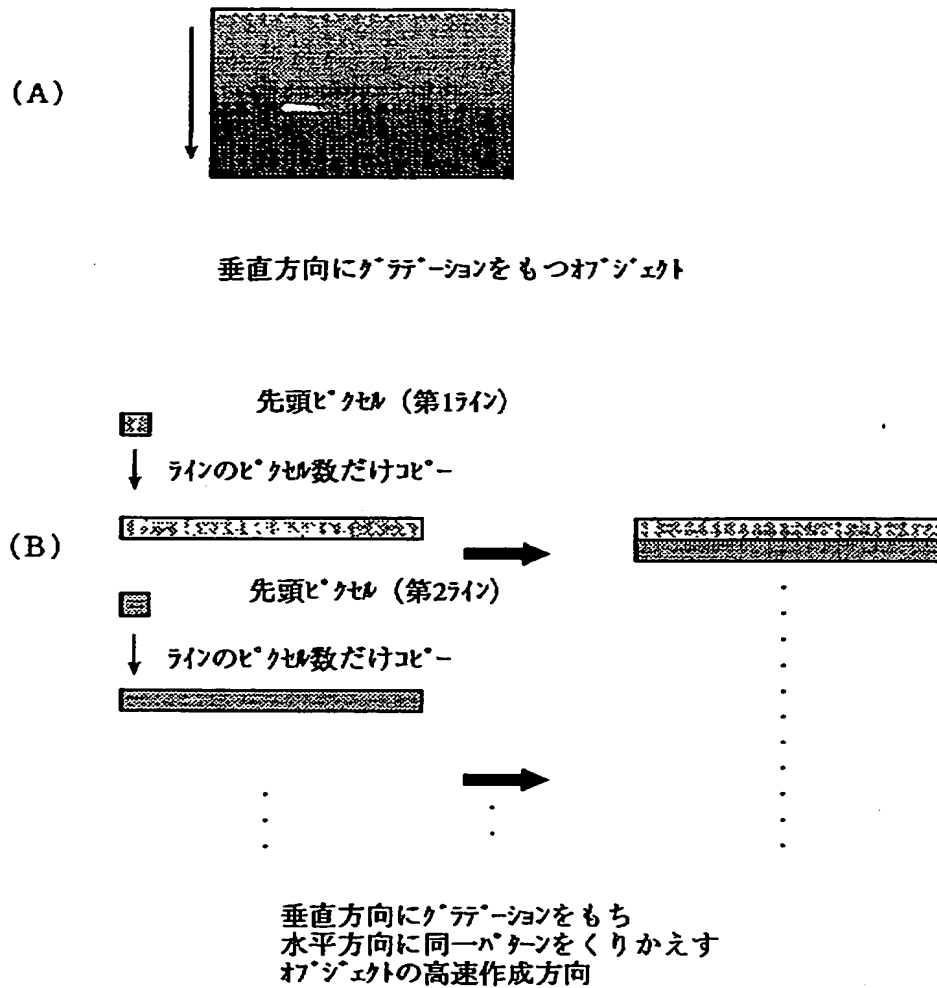 (A)
垂直方向にグラデーションをもつオブジェクト
先頭ピクセル (第1ライン)
ラインのピクセル数だけコピー
(B)
先頭ピクセル (第2ライン)
ラインのピクセル数だけコピー
垂直方向にグラデーションをもち
水平方向に同一パターンをくりかえす
オブジェクトの高速作成方向